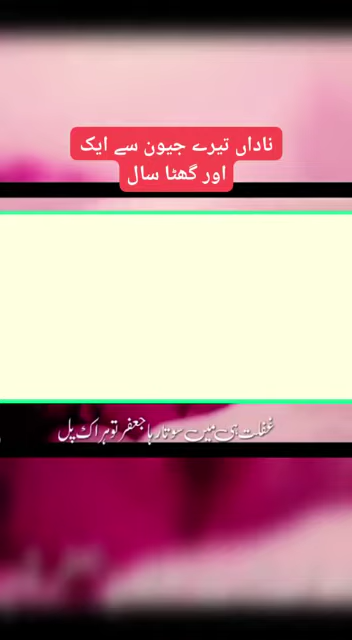 ناداں تیرے جیون سے ایک
اور گھٹا سال
غفلت ہی میں سوتا رہا جعفر تو ہر اک پل